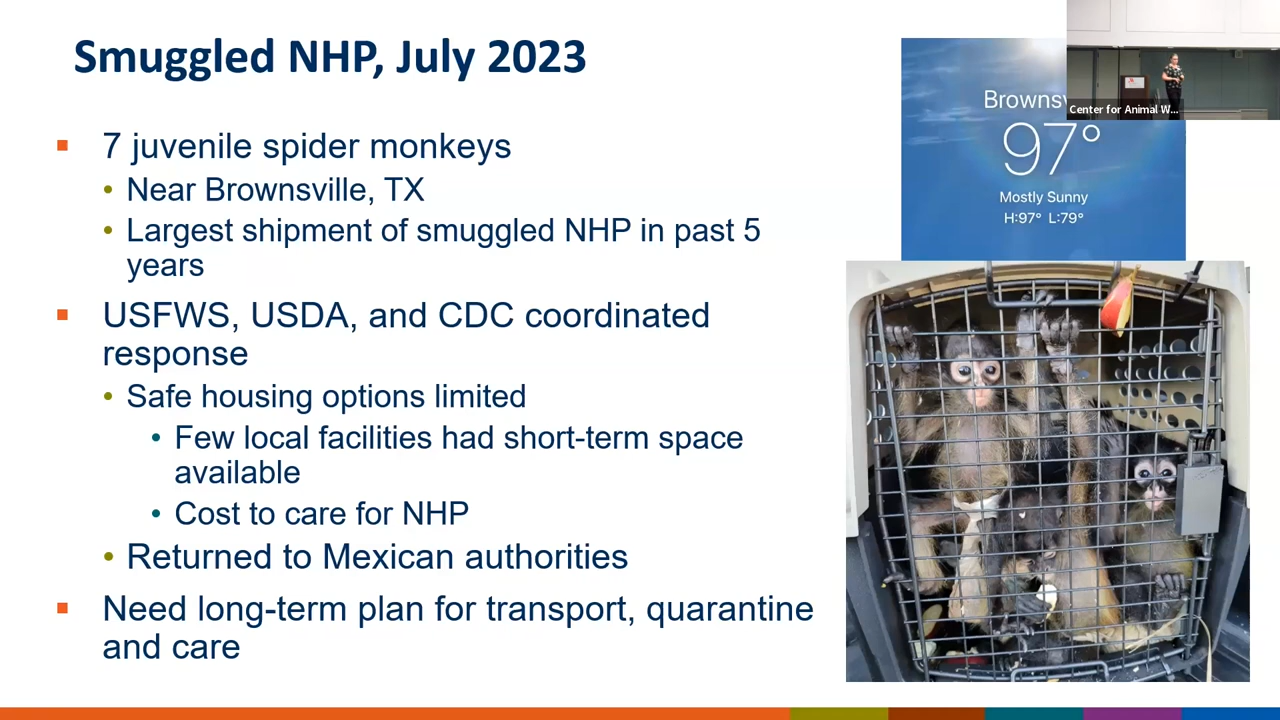 Smuggled NHP, July 2023
7 juvenile spider monkeys
Near Brownsville, TX
Largest shipment of smuggled NHP in past 5
years
USFWS, USDA, and CDC coordinated
response
Safe housing options limited
Few local facilities had short-term space
available
Cost to care for NHP
Returned to Mexican authorities
Need long-term plan for transport, quarantine
and care
Browns
97°
Mostly Sunny
H:97° L:79°
Center for Animal W...